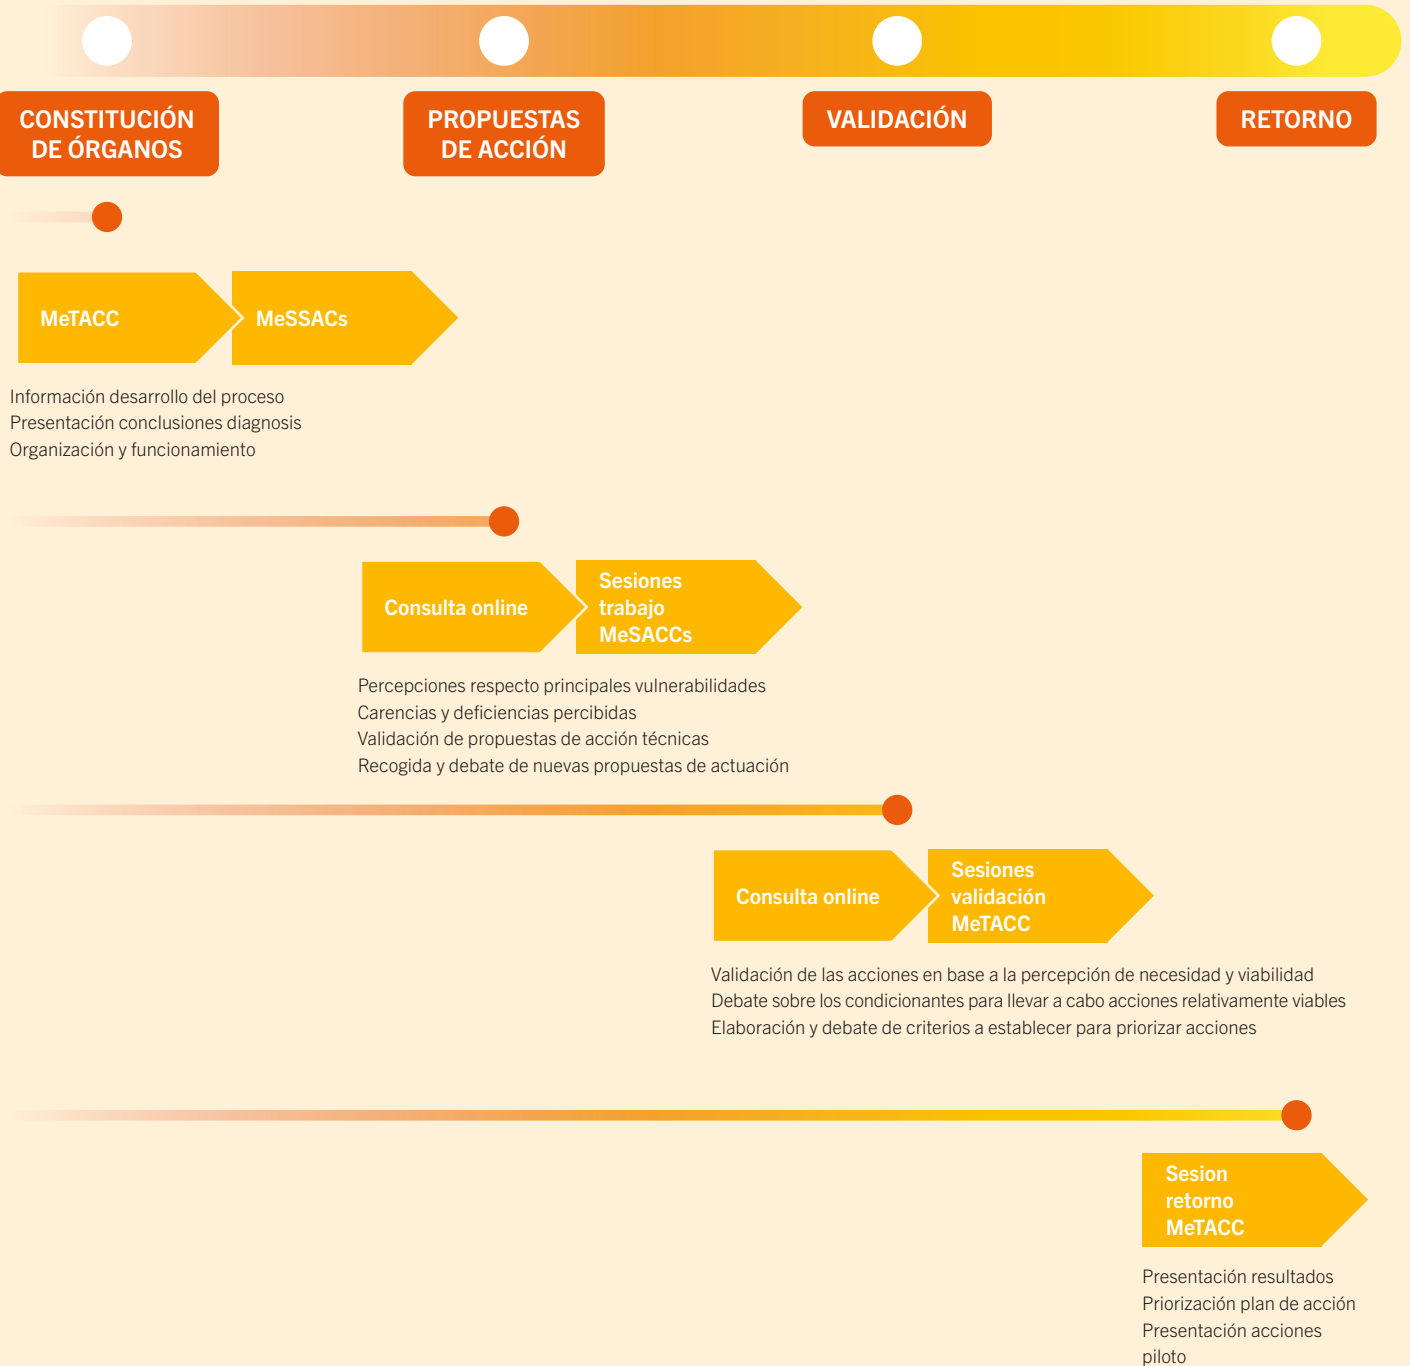 CONSTITUCIÓN
DE ÓRGANOS
PROPUESTAS
DE ACCIÓN
VALIDACIÓN
RETORNO
MeTACC
MeSSACs
Información desarrollo del proceso
Presentación conclusiones diagnosis
Organización y funcionamiento
Consulta online
Sesiones
trabajo
MeSACCs
Percepciones respecto principales vulnerabilidades
Carencias y deficiencias percibidas
Validación de propuestas de acción técnicas
Recogida y debate de nuevas propuestas de actuación
Consulta online
Sesiones
validación
MeTACC
Validación de las acciones en base a la percepción de necesidad y viabilidad
Debate sobre los condicionantes para llevar a cabo acciones relativamente viables
Elaboración y debate de criterios a establecer para priorizar acciones
Sesion
retorno
MeTACC
Presentación resultados
Priorización plan de acción
Presentación acciones
piloto